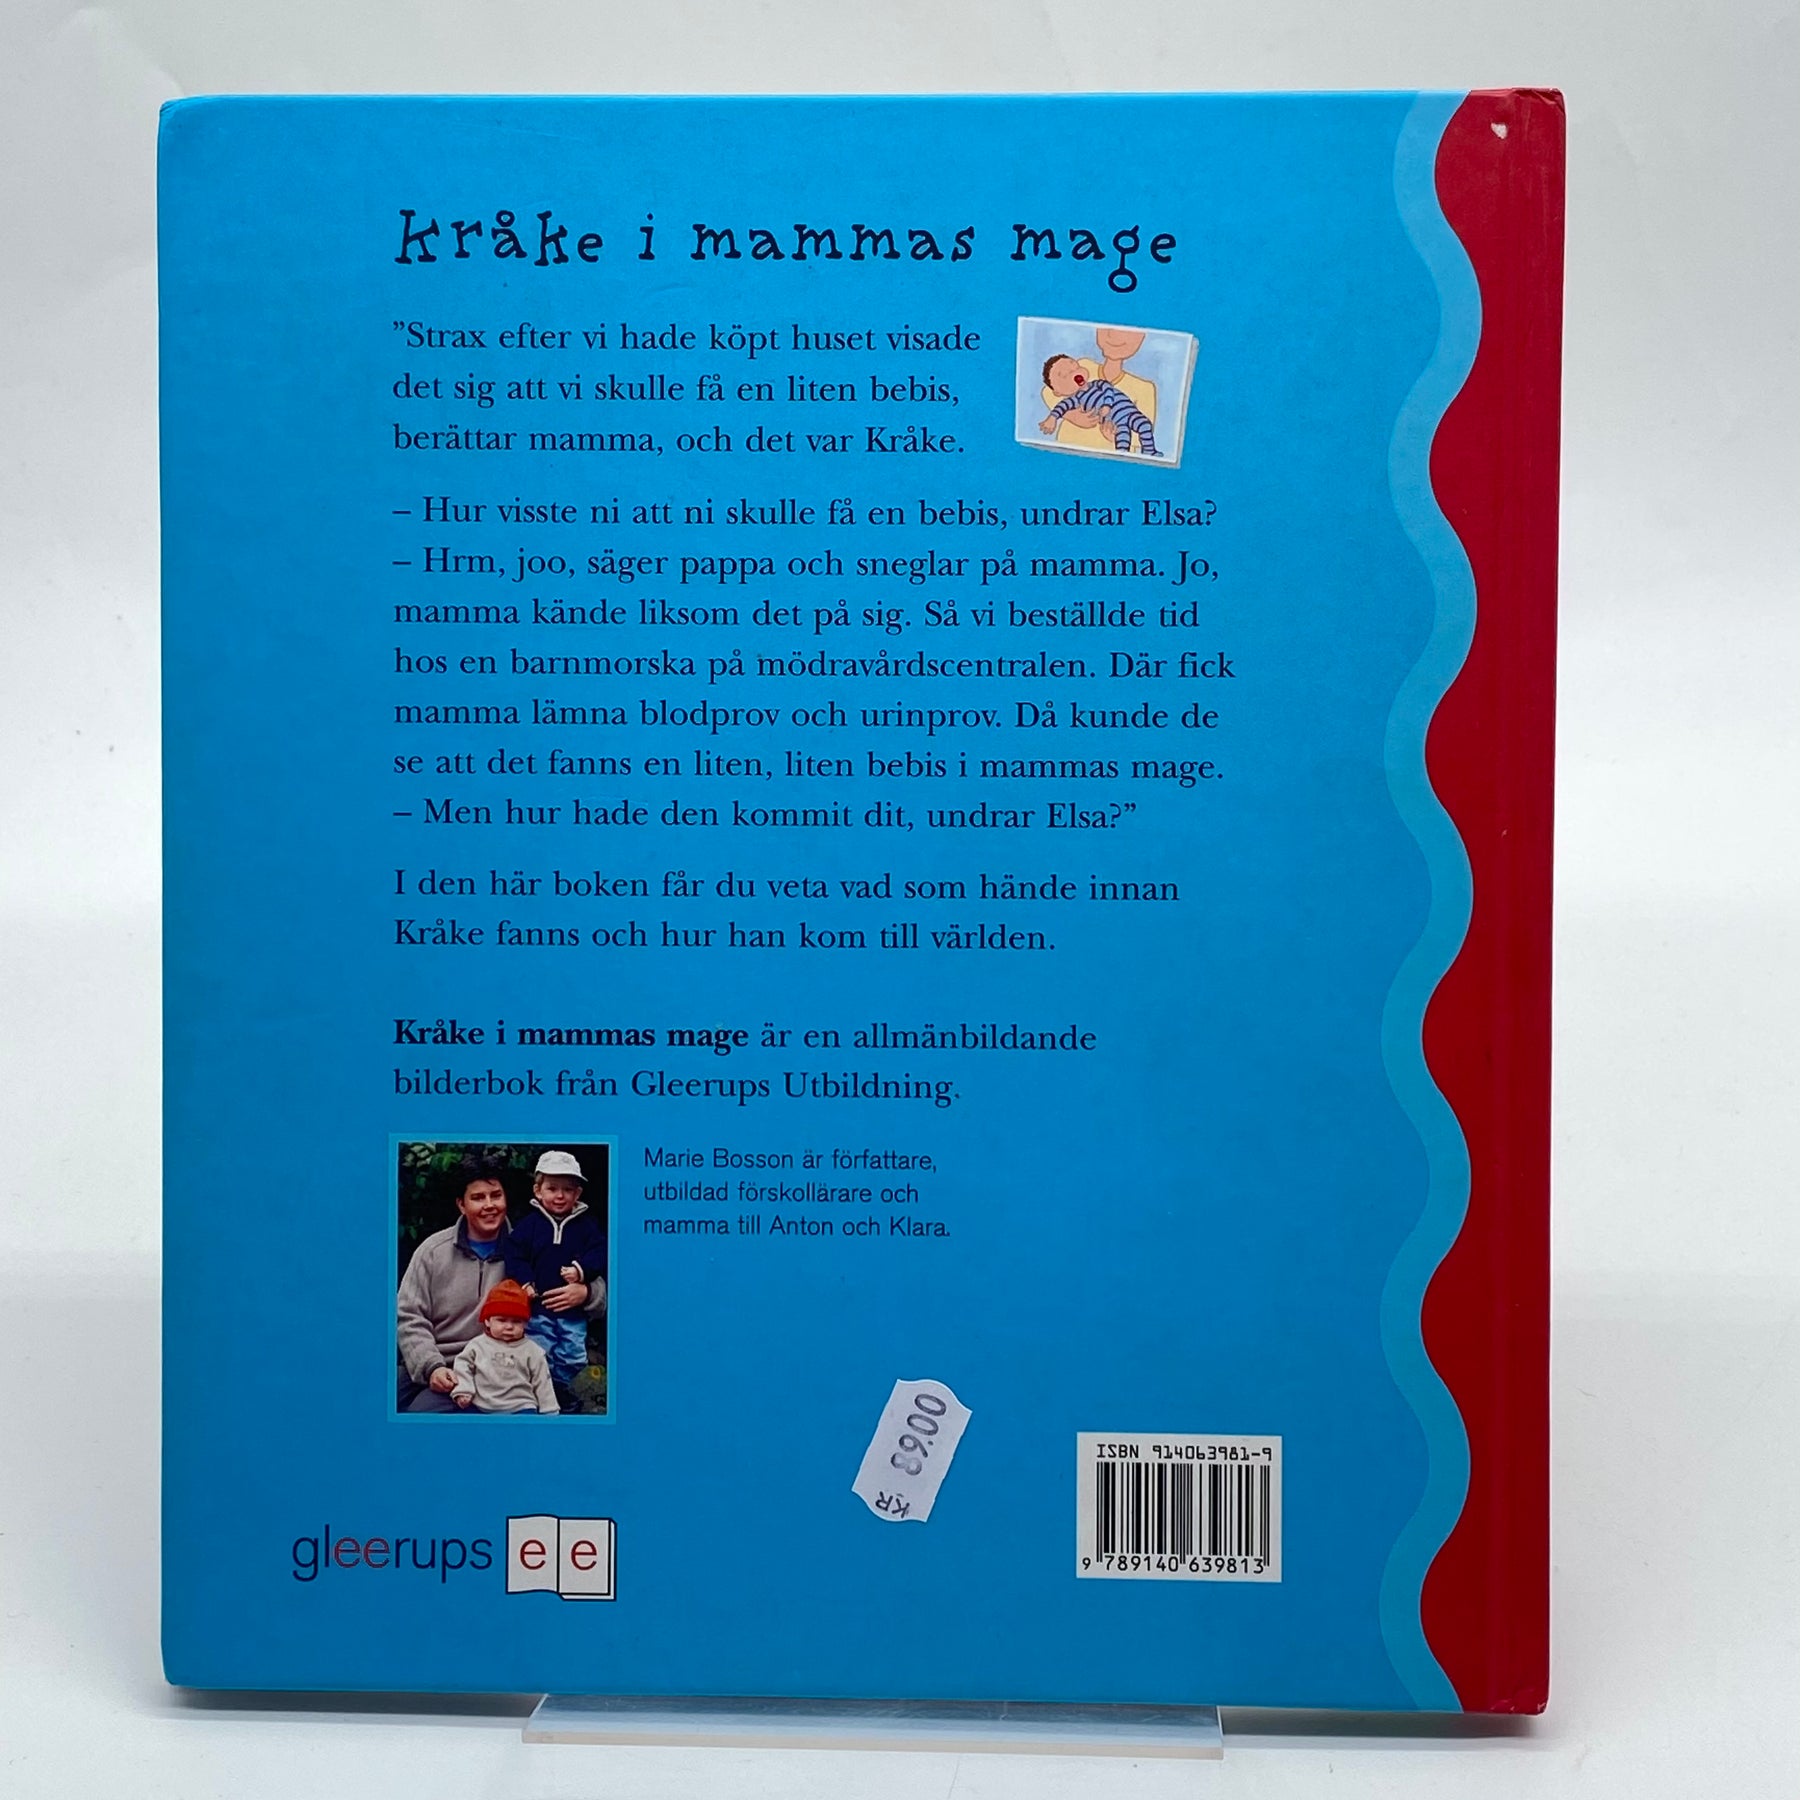 kråke i mammas mage
”Strax efter vi hade köpt huset visade
det sig att vi skulle få en liten bebis,
berättar mamma, och det var Kråke.
– Hur visste ni att ni skulle få en bebis, undrar Elsa?
– Hrm, joo, säger pappa och sneglar på mamma. Jo,
mamma kände liksom det på sig. Så vi beställde tid
hos en barnmorska på mödravårdscentralen. Där fick
mamma lämna blodprov och urinprov. Då kunde de
se att det fanns en liten, liten bebis i mammas mage.
– Men hur hade den kommit dit, undrar Elsa?”
I den här boken får du veta vad som hände innan
Kråke fanns och hur han kom till världen.
Kråke i mammas mage är en allmänbildande
bilderbok från Gleerups Utbildning.
Marie Bosson är författare,
utbildad förskollärare och
mamma till Anton och Klara.
KR 89.00
ISBN 914063981-9
9 789140 639813
gleerups e e